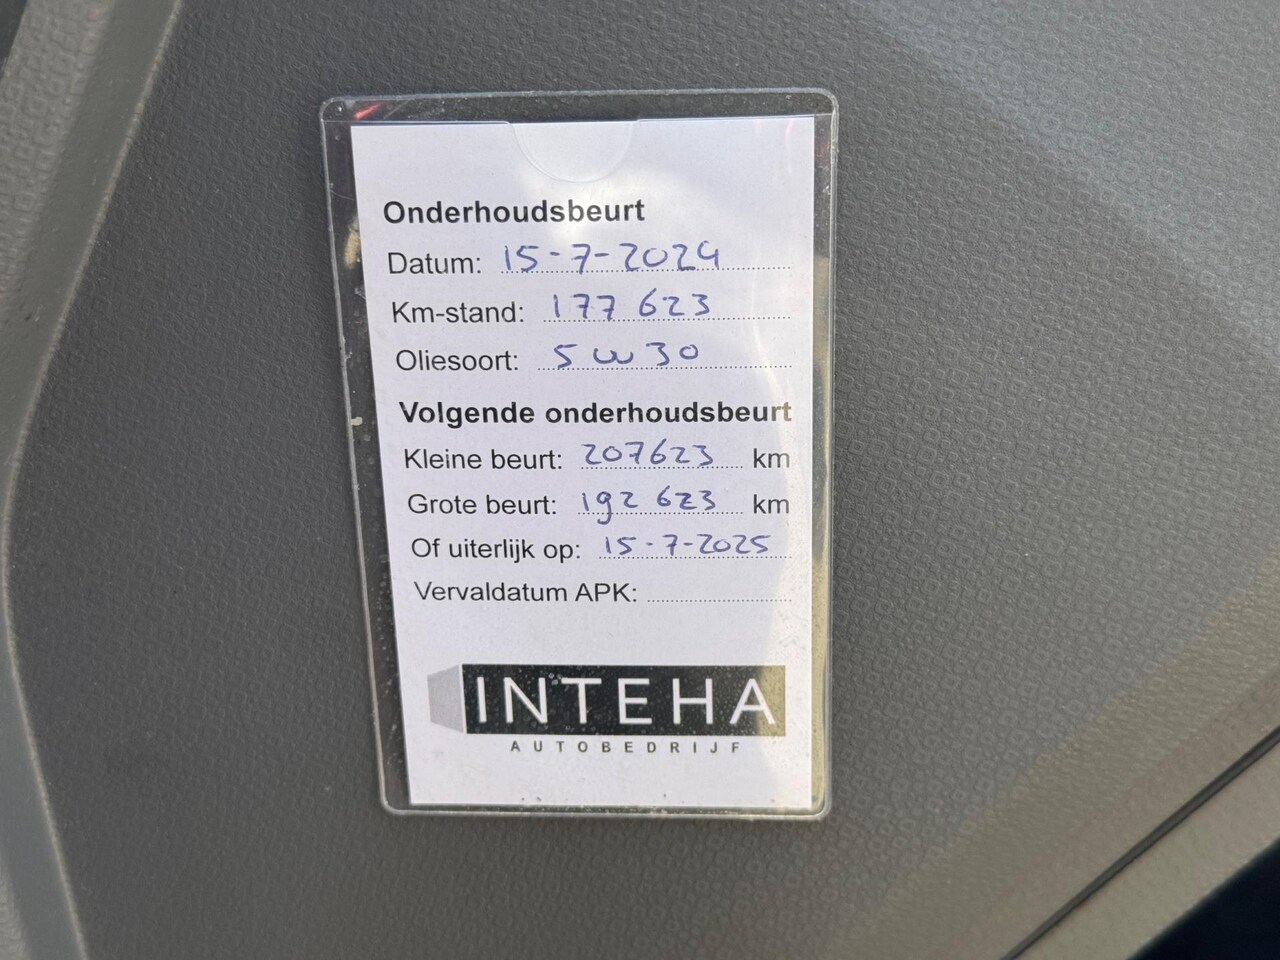 Onderhoudsbeurt
Datum: 15-7-2024
Km-stand: 177 623
Oliesoort: 5w30
Volgende onderhoudsbeurt
Kleine beurt: 207623 km
Grote beurt: 192 623 km
Of uiterlijk op: 15-7-2025
Vervaldatum APK:
INTEHA
AUTOBEDRIJF